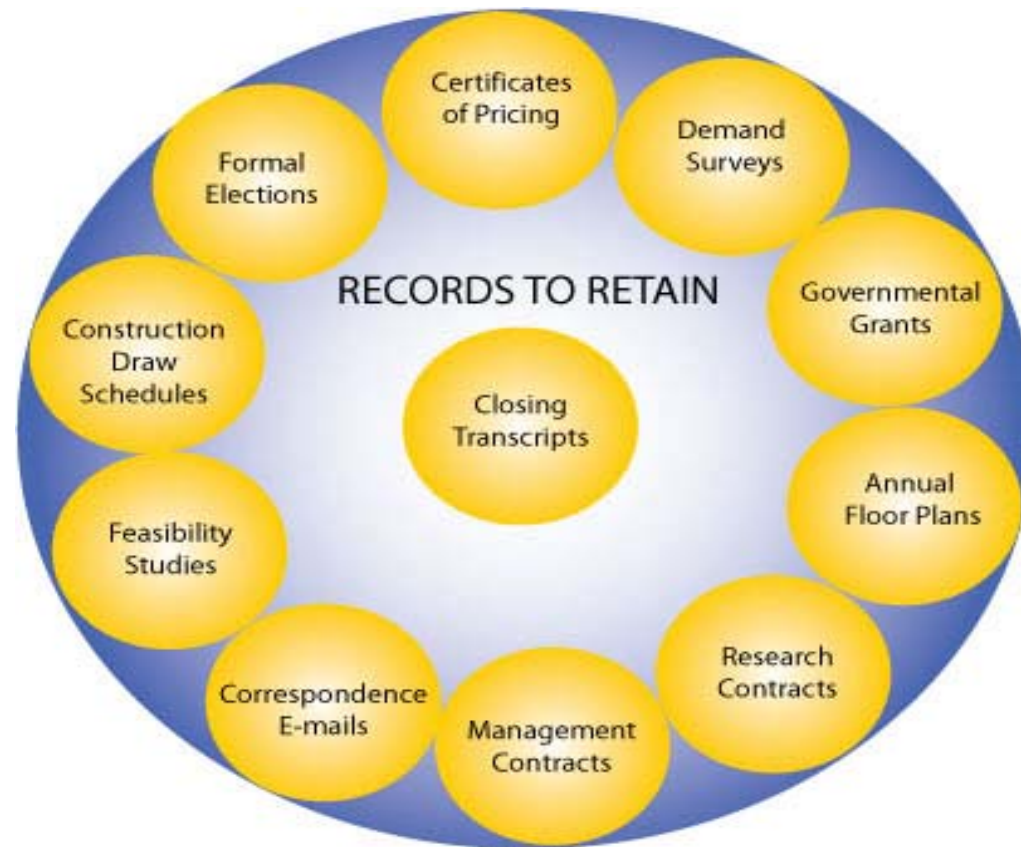 Certificates
of Pricing
Demand
Surveys
Formal
Elections
RECORDS TO RETAIN
Governmental
Grants
Construction
Draw
Schedules
Closing
Transcripts
Annual
Floor Plans
Feasibility
Studies
Research
Contracts
Correspondence
E-mails
Management
Contracts